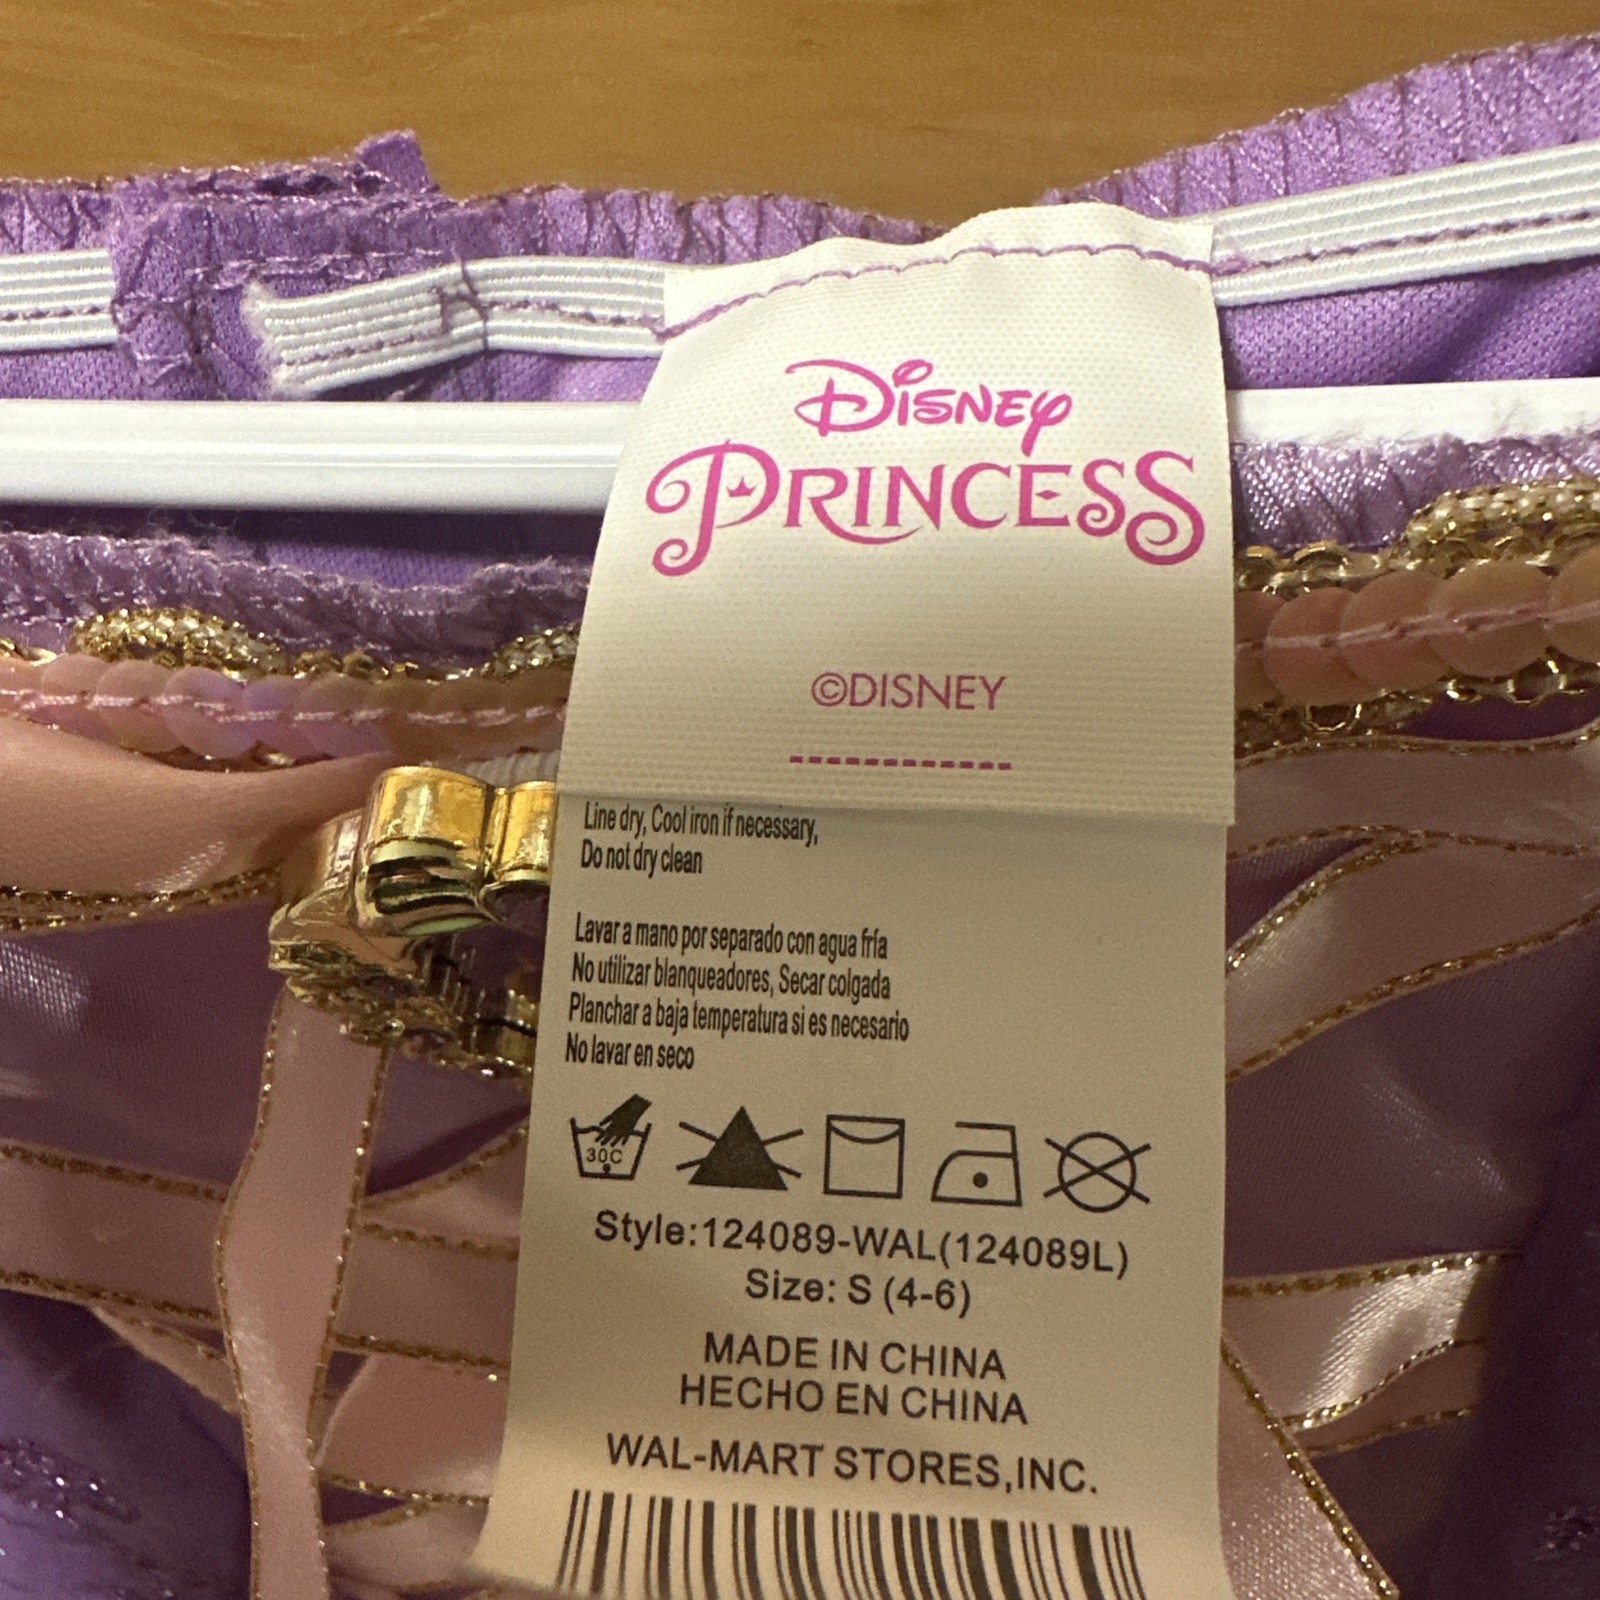 Disney
PRINCESS
©DISNEY
Line dry, Cool iron if necessary,
Do not dry clean
Lavar a mano por separado con agua fría
No utilizar blanqueadores, Secar colgada
Planchar a baja temperatura si es necesario
No lavar en seco
30C
Style:124089-WAL(124089L)
Size: S (4-6)
MADE IN CHINA
HECHO EN CHINA
WAL-MART STORES,INC.